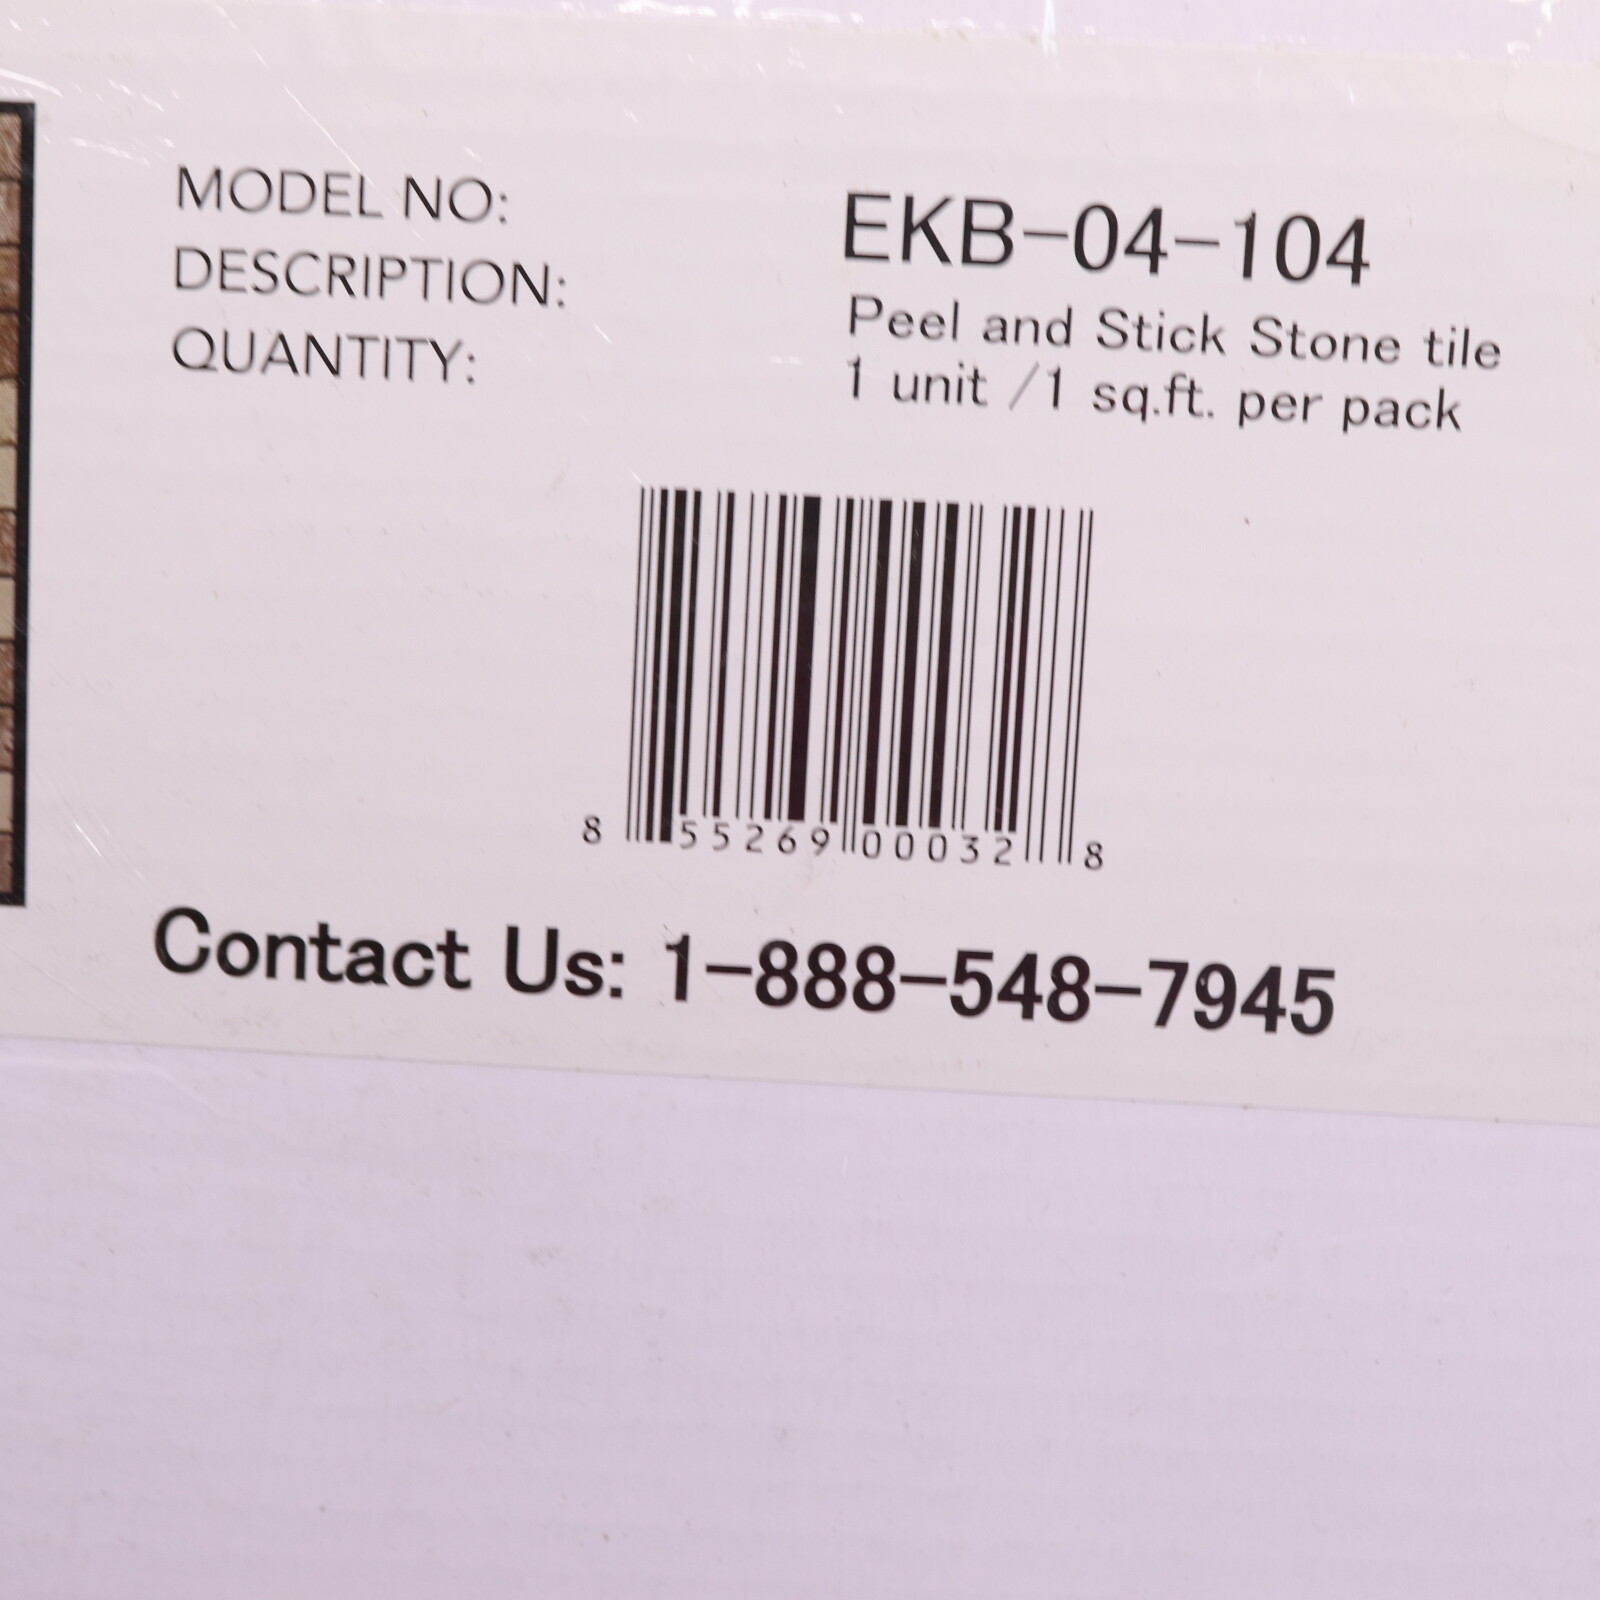 MODEL NO: EKB-04-104
DESCRIPTION: Peel and Stick Stone tile
QUANTITY: 1 unit /1 sq.ft. per pack
8 55269 00032 8
Contact Us: 1-888-548-7945